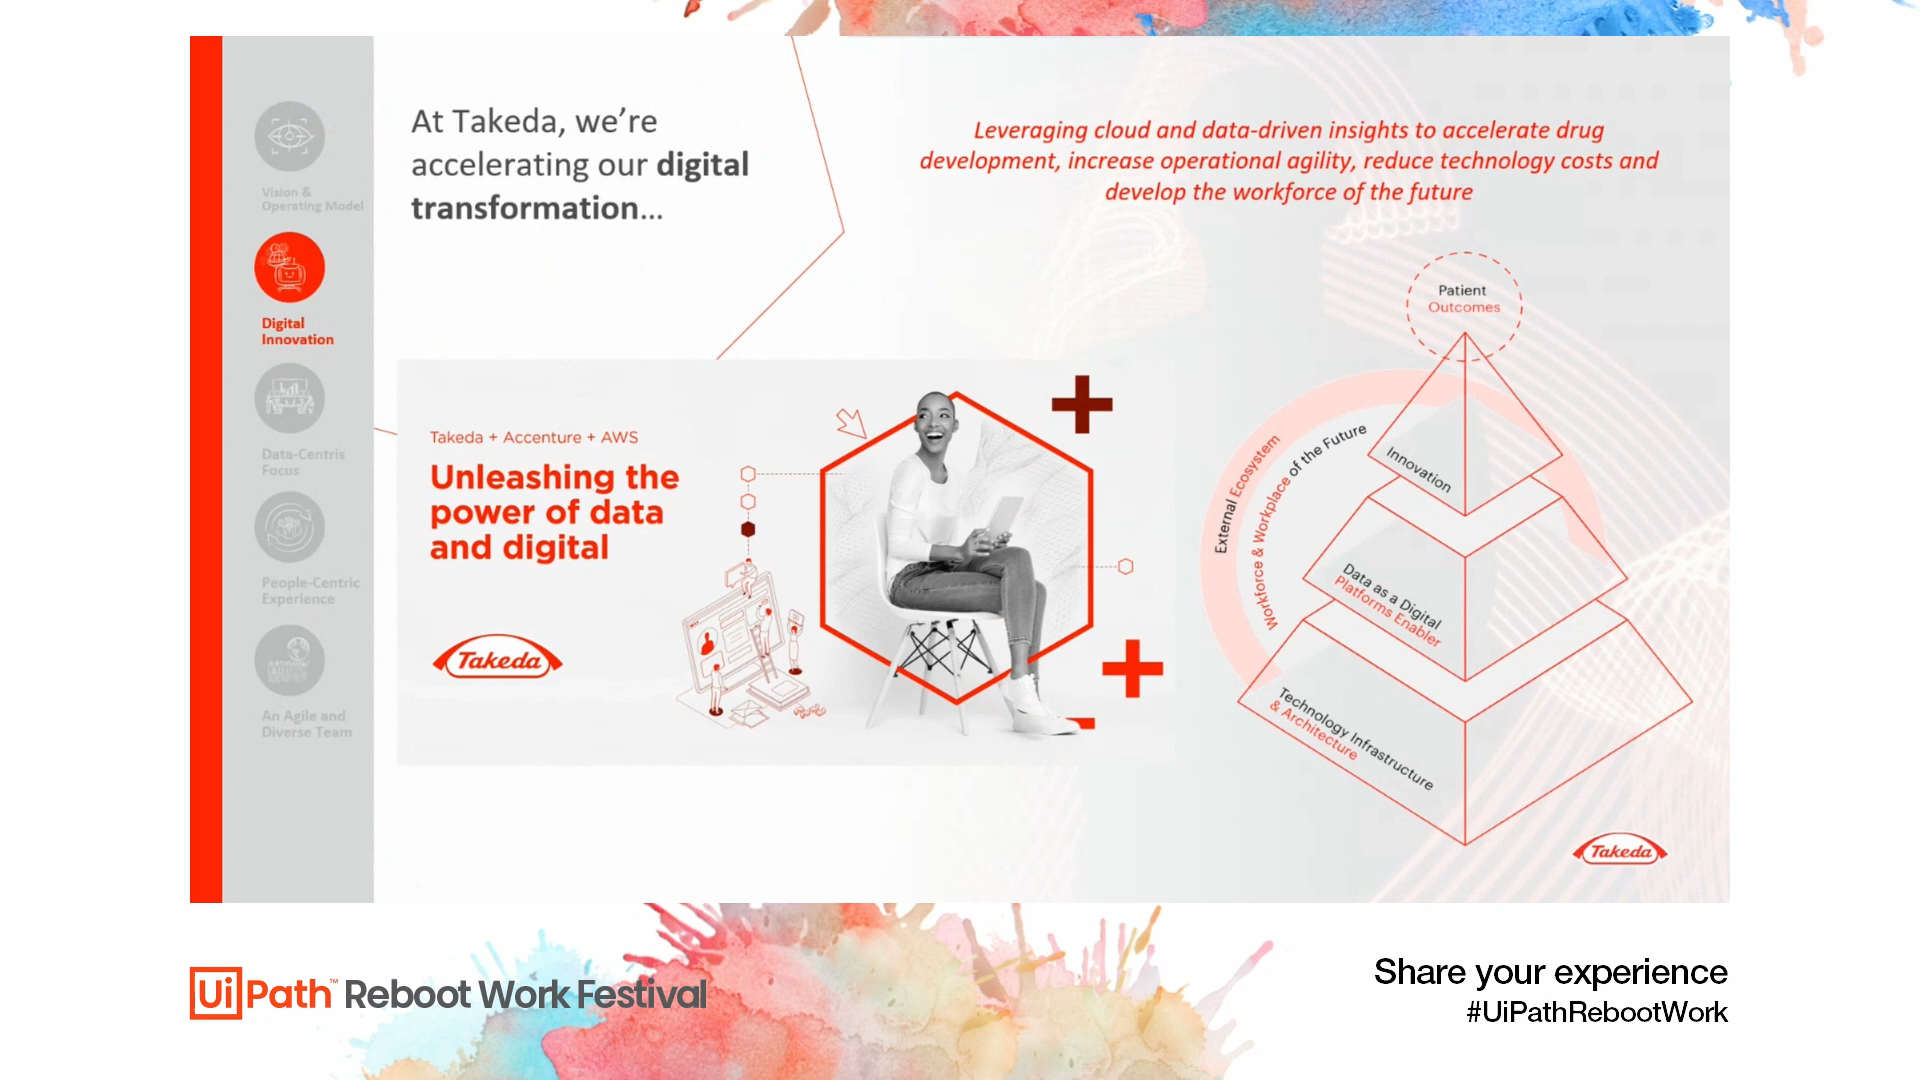 Vision &
Operating Model
Digital
Innovation
Data-Centris
Focus
People-Centric
Experience
An Agile and
Diverse Team
At Takeda, we're
accelerating our digital
transformation...
Leveraging cloud and data-driven insights to accelerate drug
development, increase operational agility, reduce technology costs and
develop the workforce of the future
Takeda + Accenture + AWS
Unleashing the
power of data
and digital
Takeda
Patient
Outcomes
External Ecosystem
Workforce & Workplace of the Future
Innovation
Data as a Digital
Platforms Enabler
Technology Infrastructure
& Architecture
Takeda
UiPath™ Reboot Work Festival
Share your experience
#UiPathRebootWork